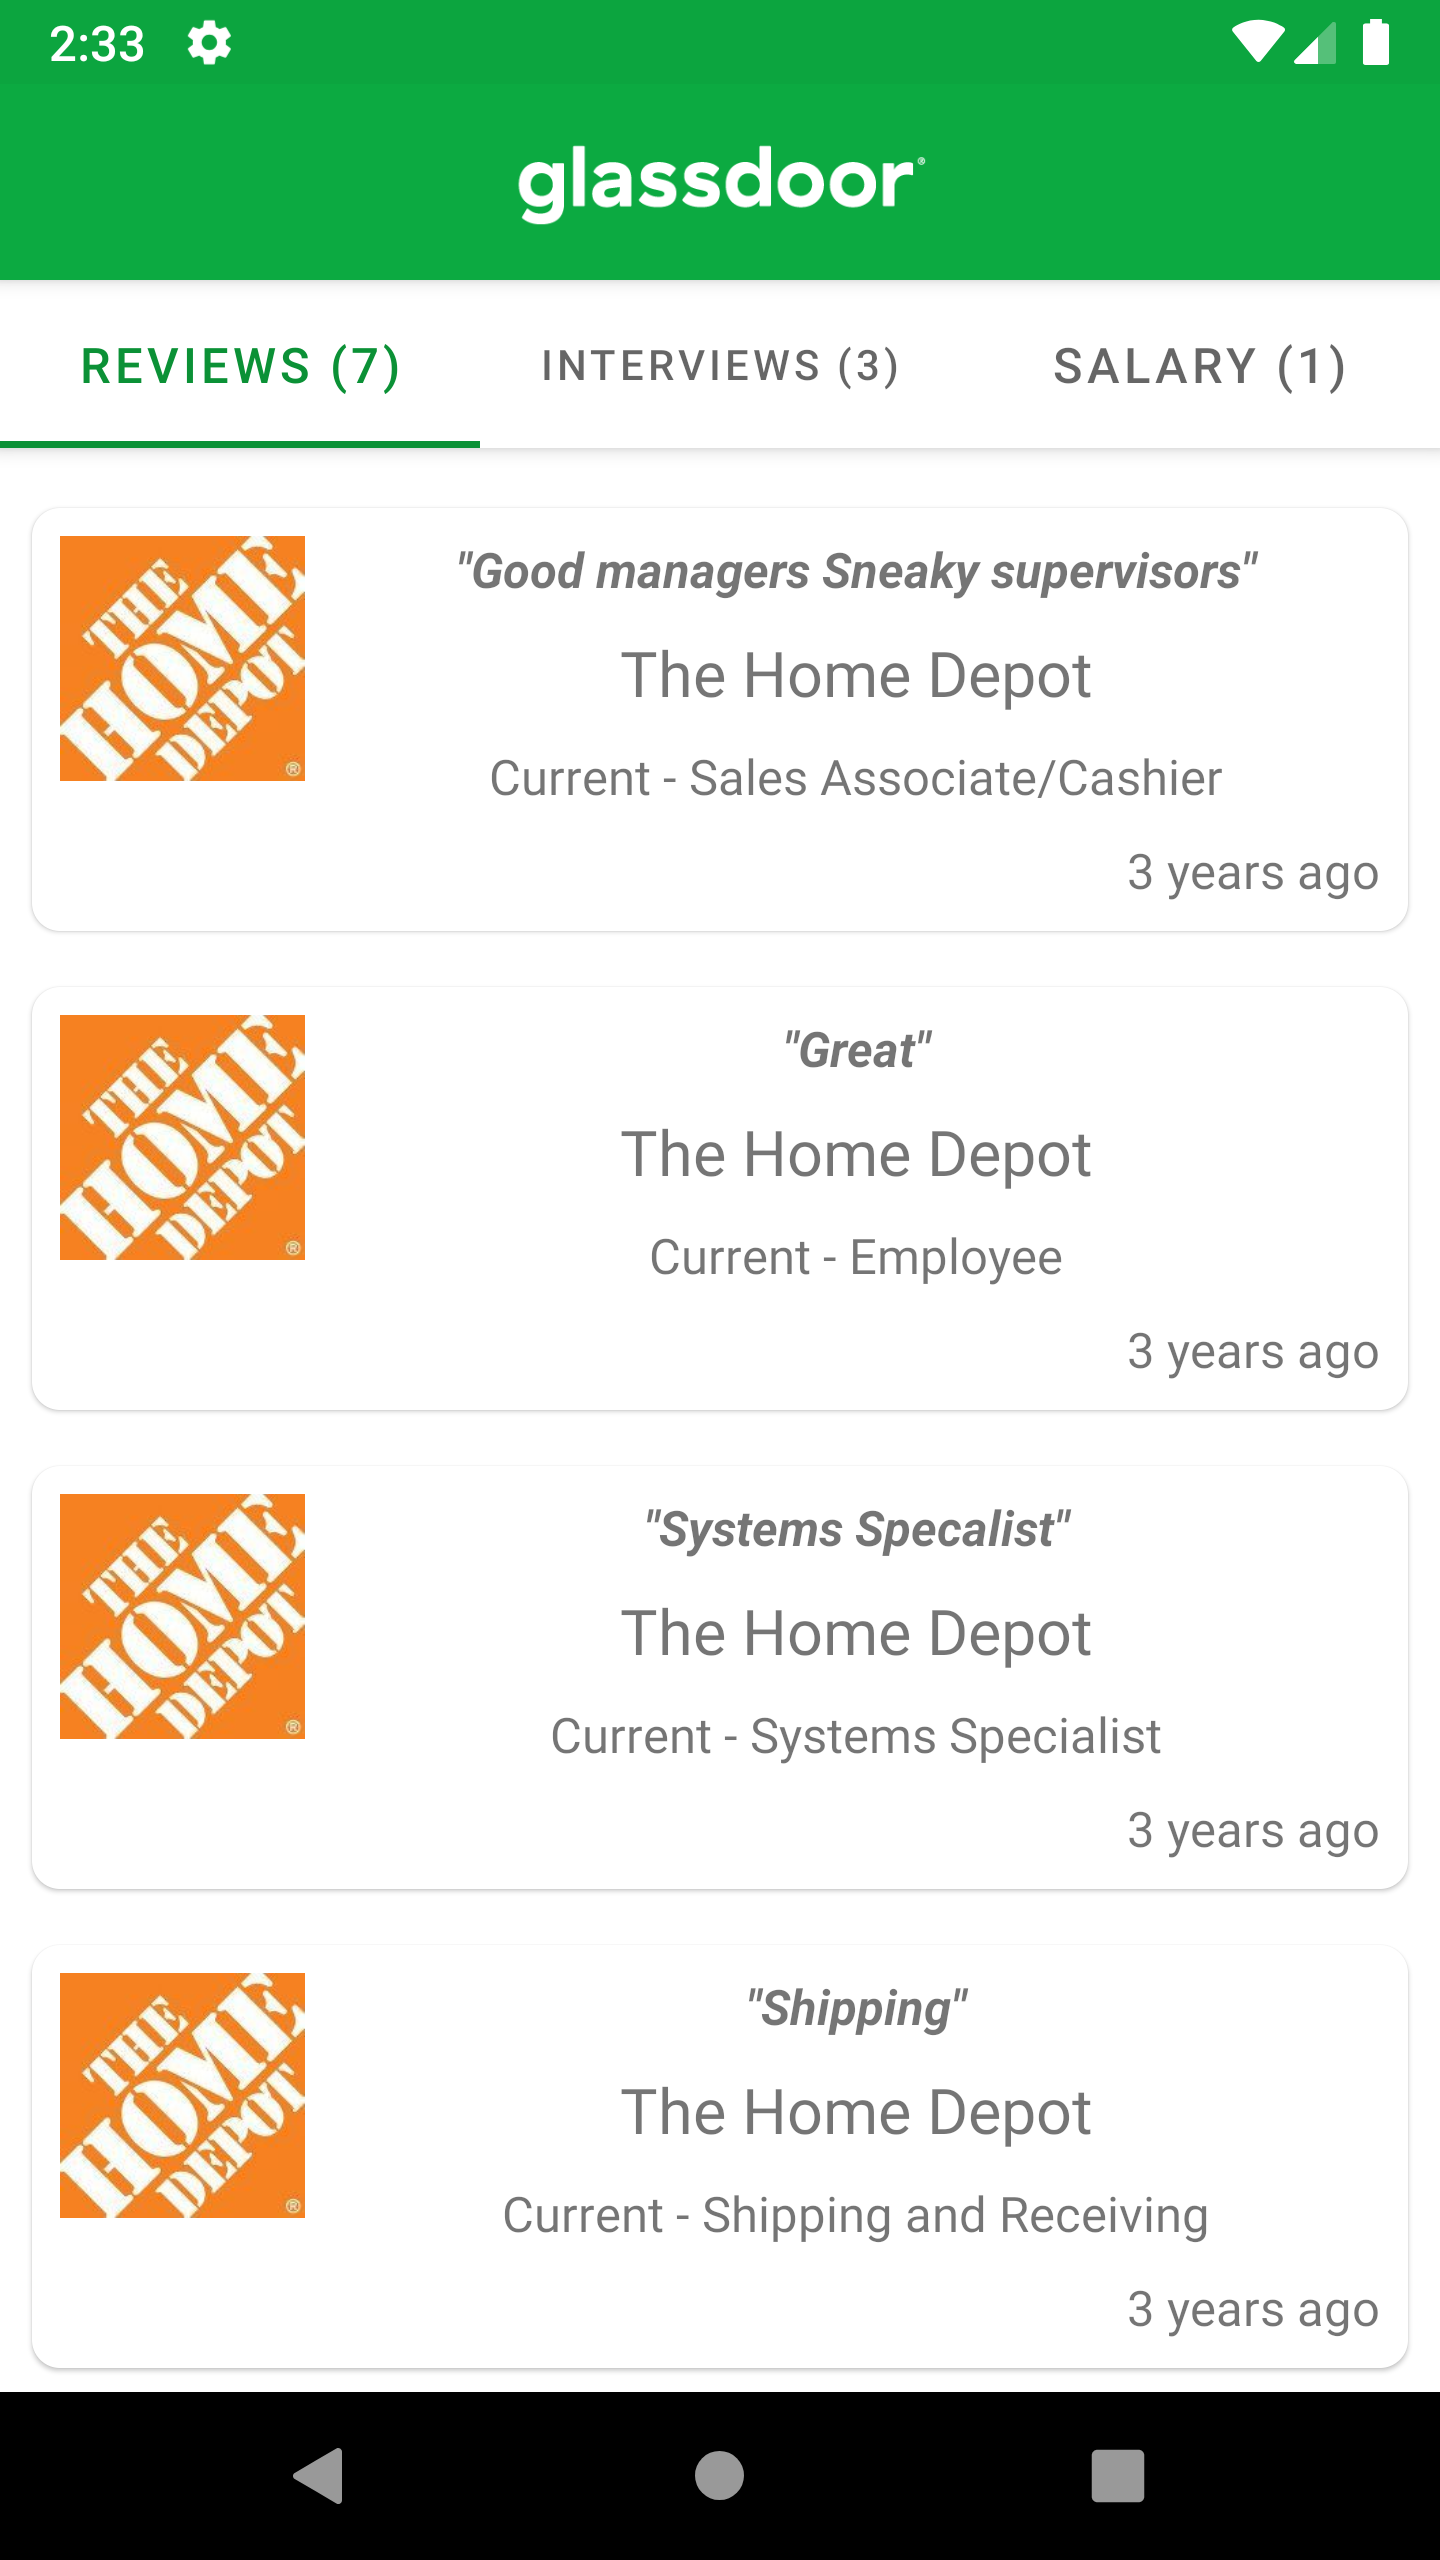 2:33
glassdoor®
REVIEWS (7)
INTERVIEWS (3)
SALARY (1)
THE
HOME
DEPOT
®
"Good managers Sneaky supervisors"
The Home Depot
Current - Sales Associate/Cashier
3 years ago
THE
HOME
DEPOT
®
"Great"
The Home Depot
Current - Employee
3 years ago
THE
HOME
DEPOT
®
"Systems Specalist"
The Home Depot
Current - Systems Specialist
3 years ago
THE
HOME
DEPOT
®
"Shipping"
The Home Depot
Current - Shipping and Receiving
3 years ago